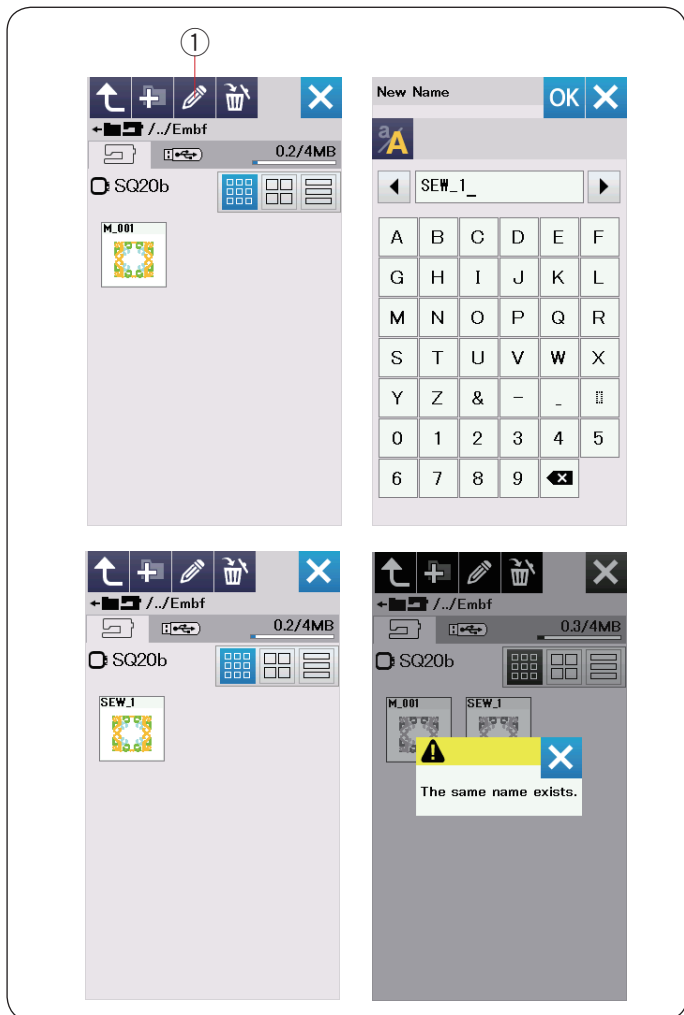 ①
/../Embf
0.2/4MB
SQ20b
M_001
New Name
OK
a/A
SEW_1_
A B C D E F
G H I J K L
M N O P Q R
S T U V W X
Y Z & - _
0 1 2 3 4 5
6 7 8 9
/../Embf
0.2/4MB
SQ20b
SEW_1
/../Embf
0.3/4MB
SQ20b
M_001 SEW_1
The same name exists.